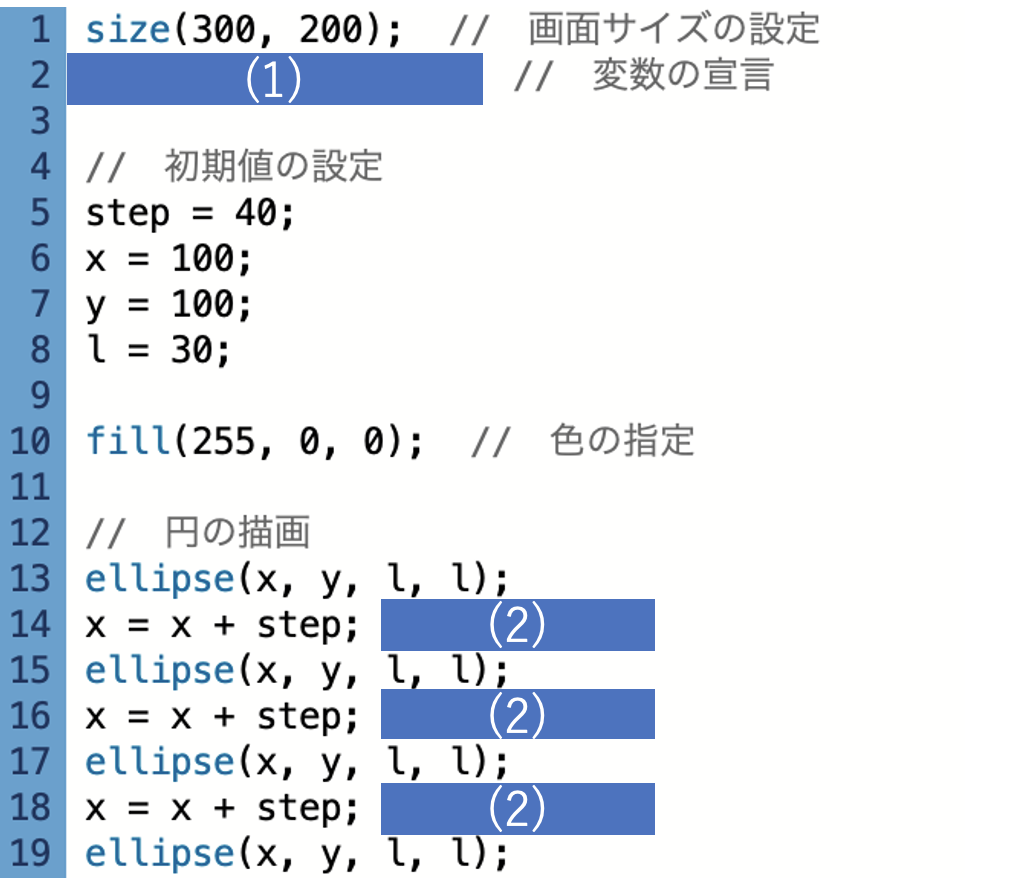 1 size(300, 200); // 画面サイズの設定
2 (1) // 変数の宣言
3
4 // 初期値の設定
5 step = 40;
6 x = 100;
7 y = 100;
8 l = 30;
9
10 fill(255, 0, 0); // 色の指定
11
12 // 円の描画
13 ellipse(x, y, l, l);
14 x = x + step; (2)
15 ellipse(x, y, l, l);
16 x = x + step; (2)
17 ellipse(x, y, l, l);
18 x = x + step; (2)
19 ellipse(x, y, l, l);